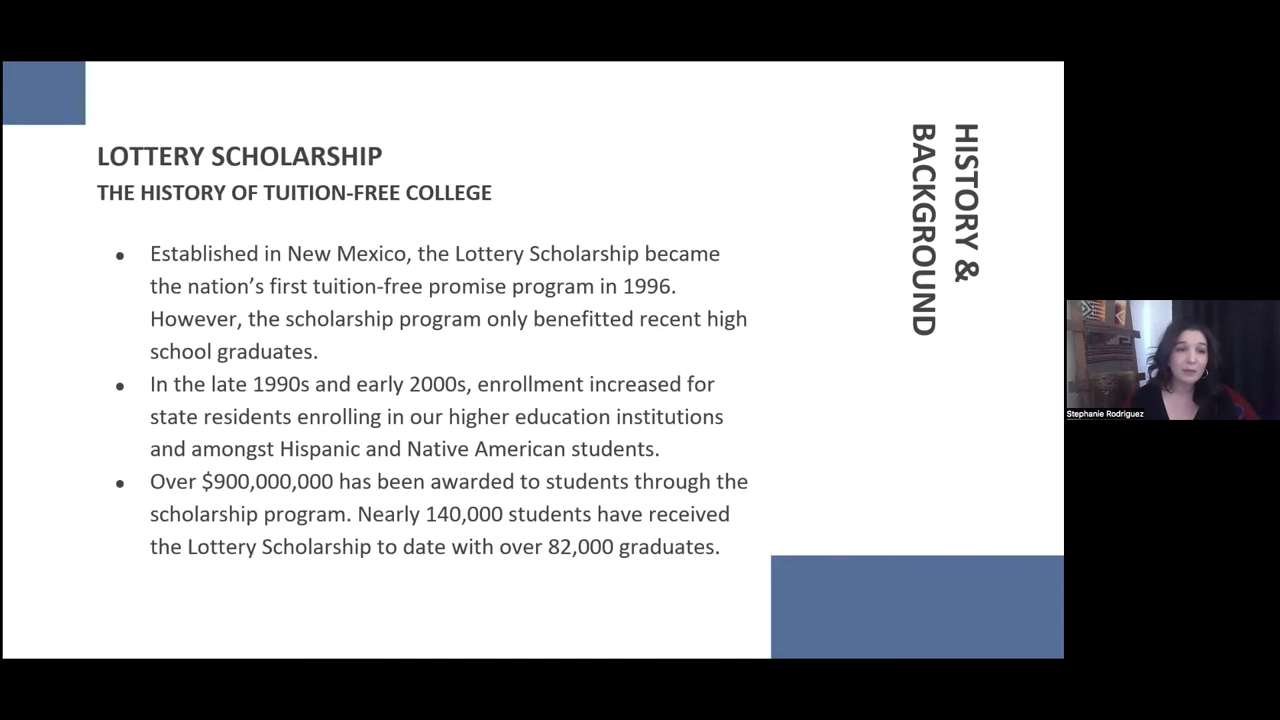 LOTTERY SCHOLARSHIP
THE HISTORY OF TUITION-FREE COLLEGE
● Established in New Mexico, the Lottery Scholarship became
the nation’s first tuition-free promise program in 1996.
However, the scholarship program only benefitted recent high
school graduates.
● In the late 1990s and early 2000s, enrollment increased for
state residents enrolling in our higher education institutions
and amongst Hispanic and Native American students.
● Over $900,000,000 has been awarded to students through the
scholarship program. Nearly 140,000 students have received
the Lottery Scholarship to date with over 82,000 graduates.
HISTORY &
BACKGROUND
Stephanie Rodriguez